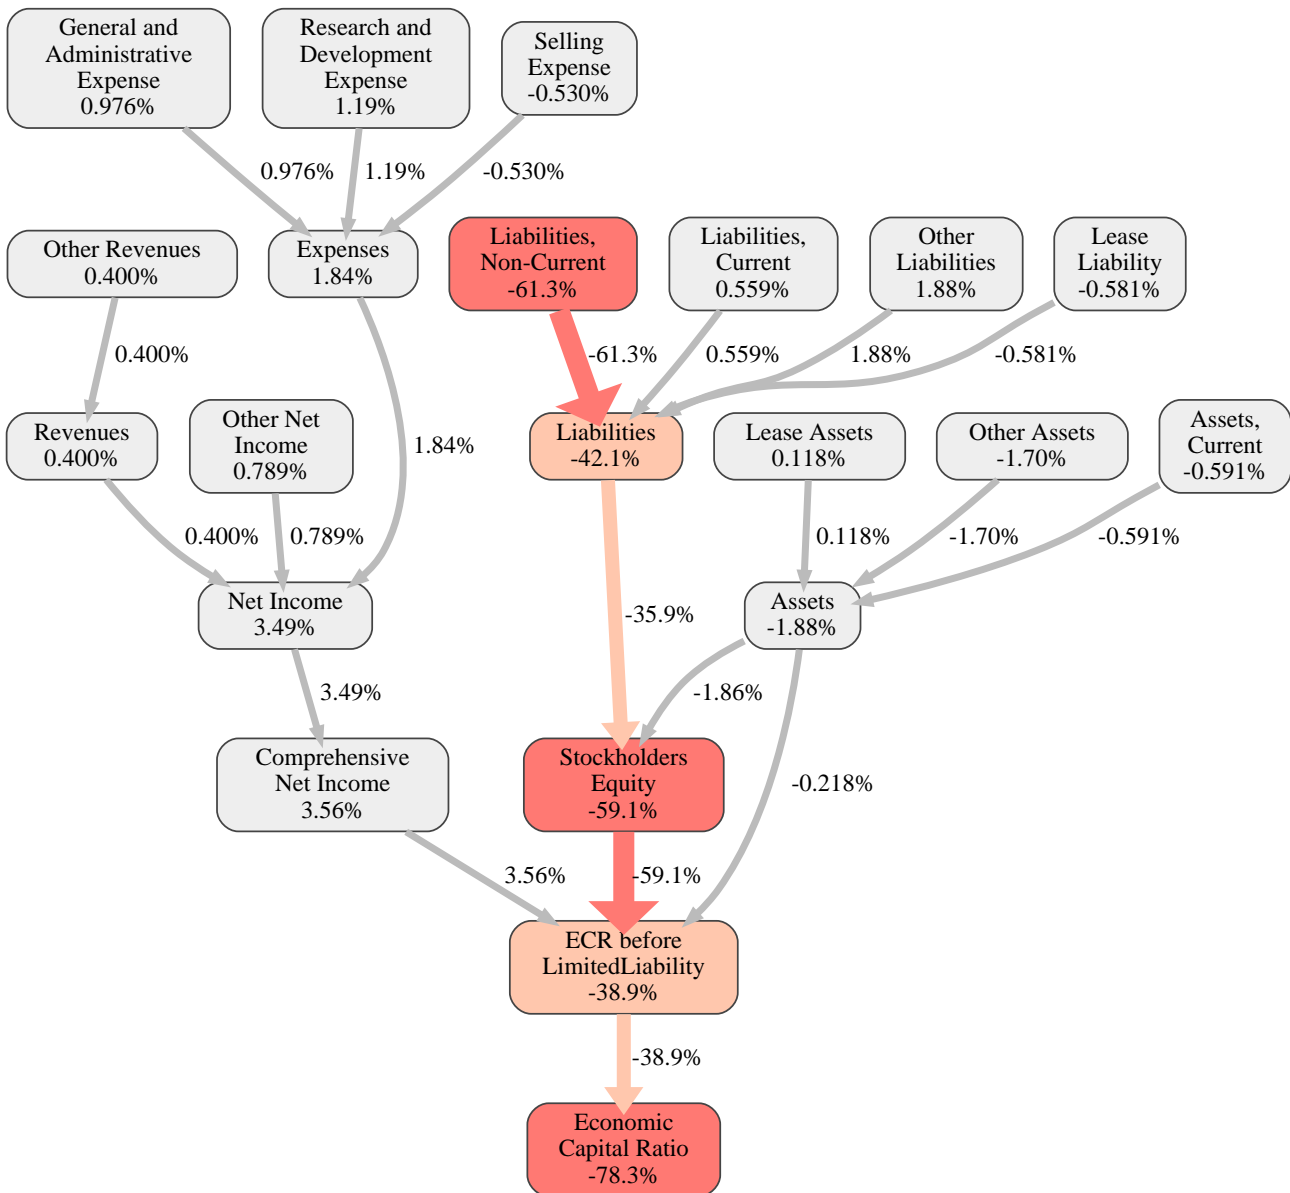 General and
Administrative
Expense
0.976%
Research and
Development
Expense
1.19%
Selling
Expense
-0.530%
0.976%
1.19%
-0.530%
Other Revenues
0.400%
Expenses
1.84%
Liabilities,
Non-Current
-61.3%
Liabilities,
Current
0.559%
Other
Liabilities
1.88%
Lease
Liability
-0.581%
0.400%
-61.3%
0.559%
1.88%
-0.581%
Revenues
0.400%
Other Net
Income
0.789%
1.84%
Liabilities
-42.1%
Lease Assets
0.118%
Other Assets
-1.70%
Assets,
Current
-0.591%
0.400%
0.789%
0.118%
-1.70%
-0.591%
Net Income
3.49%
-35.9%
Assets
-1.88%
3.49%
-1.86%
Comprehensive
Net Income
3.56%
Stockholders
Equity
-59.1%
-0.218%
3.56%
-59.1%
ECR before
LimitedLiability
-38.9%
-38.9%
Economic
Capital Ratio
-78.3%